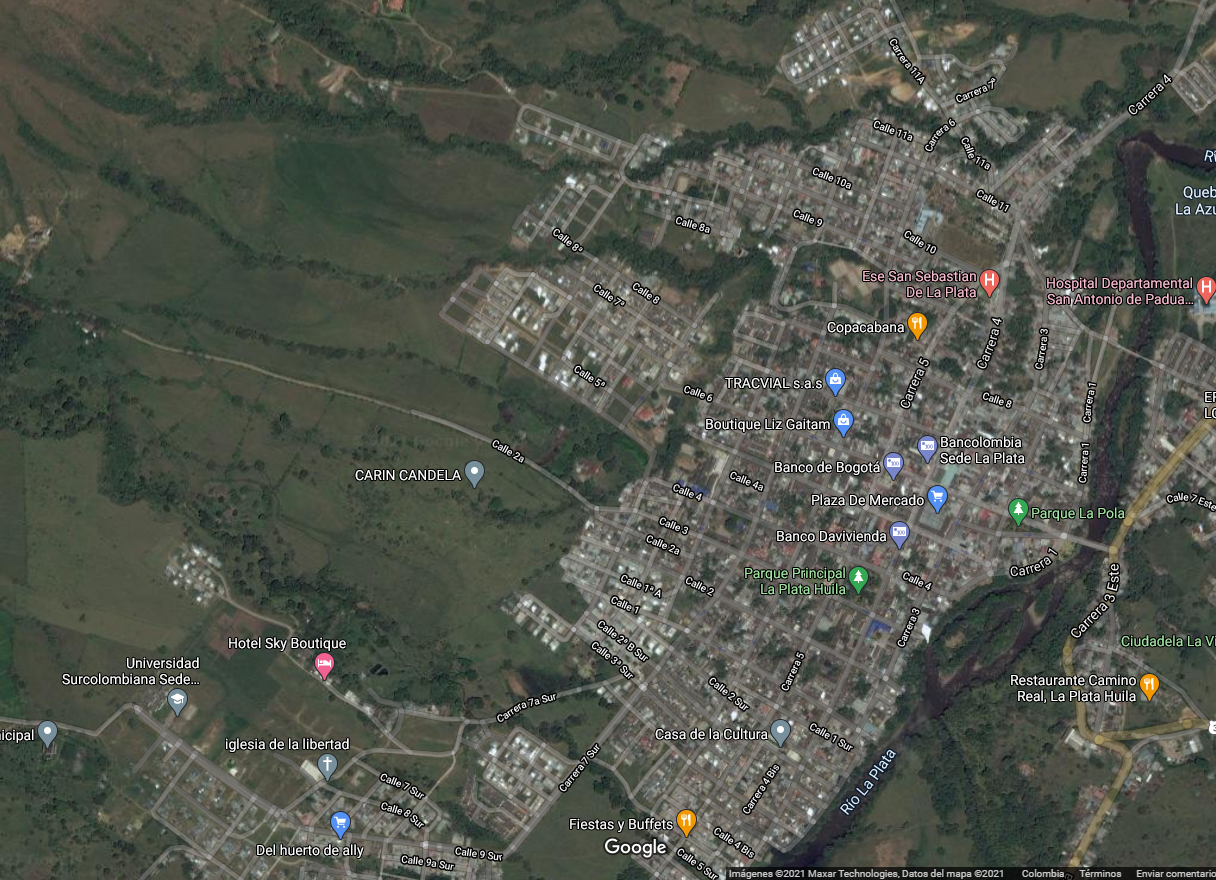 Carrera 11A
Carrera 7ª
Carrera 4
Calle 11a
Carrera 6
Calle 11a
Calle 10a
Calle 11
Queb
La Azu
Calle 9
Calle 8a
Calle 8ª
Calle 10
Ese San Sebastian
De La Plata
Hospital Departamental
San Antonio de Padua...
Calle 8
Calle 7ª
Copacabana
Carrera 4
Carrera 3
Calle 5ª
TRACVIAL s.a.s
Carrera 5
Calle 6
Calle 8
Carrera 1
Boutique Liz Gaitam
Bancolombia
Sede La Plata
Calle 2a
CARIN CANDELA
Banco de Bogotá
Carrera 1
Calle 4a
Calle 4
Plaza De Mercado
Calle 7 Este
Parque La Pola
Calle 3
Banco Davivienda
Calle 2a
Carrera 1
Parque Principal
La Plata Huila
Calle 4
Calle 1ª A
Calle 2
Carrera 3 Este
Calle 1
Carrera 3
Calle 2ª B Sur
Calle 3ª Sur
Ciudadela La Vi
Hotel Sky Boutique
Universidad
Surcolombiana Sede...
Carrera 5
Restaurante Camino
Real, La Plata Huila
Calle 2 Sur
Carrera 7a Sur
icipal
Casa de la Cultura
Calle 1 Sur
iglesia de la libertad
Carrera 7 Sur
Río La Plata
Calle 7 Sur
Carrera 4 Bis
Calle 8 Sur
Fiestas y Buffets
Calle 4 Bis
Del huerto de ally
Google
Calle 9 Sur
Calle 9a Sur
Calle 5 Sur
Imágenes ©2021 Maxar Technologies, Datos del mapa ©2021 Colombia Términos Enviar comentario